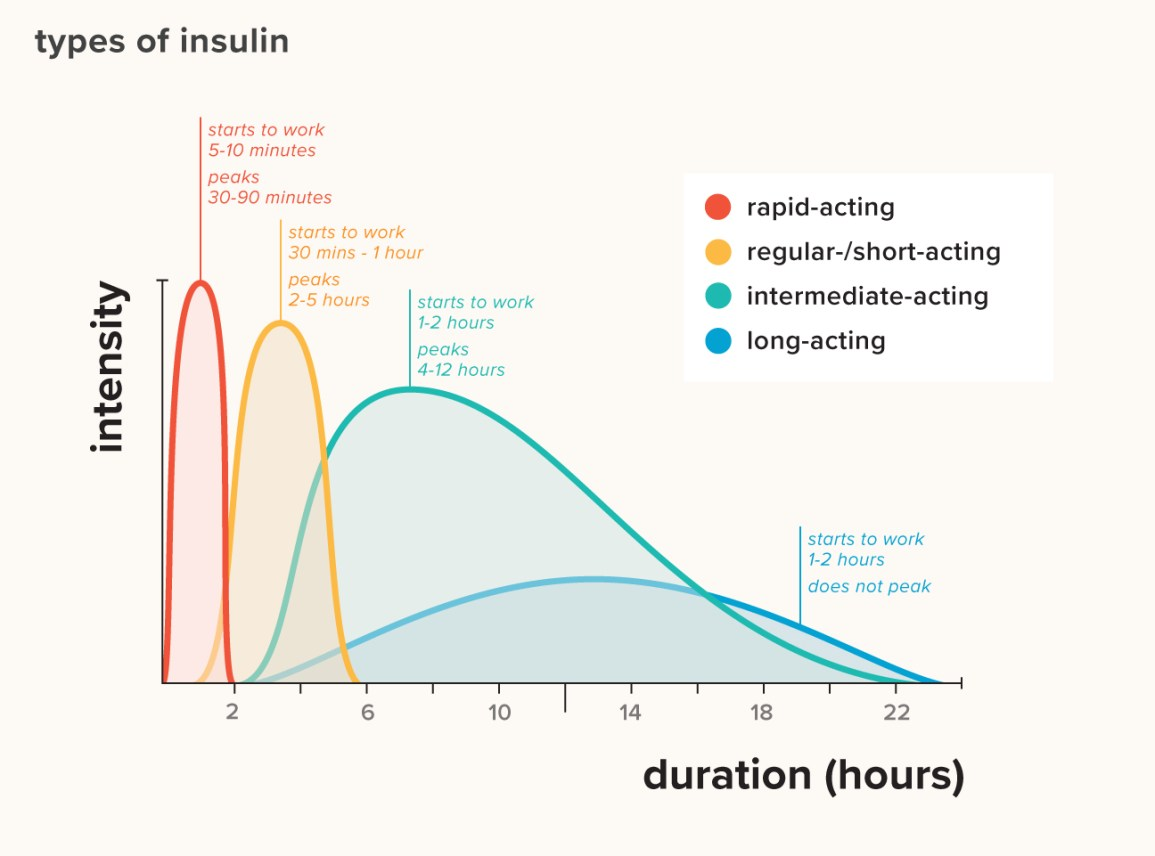 types of insulin
starts to work
5-10 minutes
peaks
30-90 minutes
starts to work
30 mins - 1 hour
peaks
2-5 hours
starts to work
1-2 hours
peaks
4-12 hours
rapid-acting
regular-/short-acting
intermediate-acting
long-acting
intensity
starts to work
1-2 hours
does not peak
2 6 10 14 18 22
duration (hours)